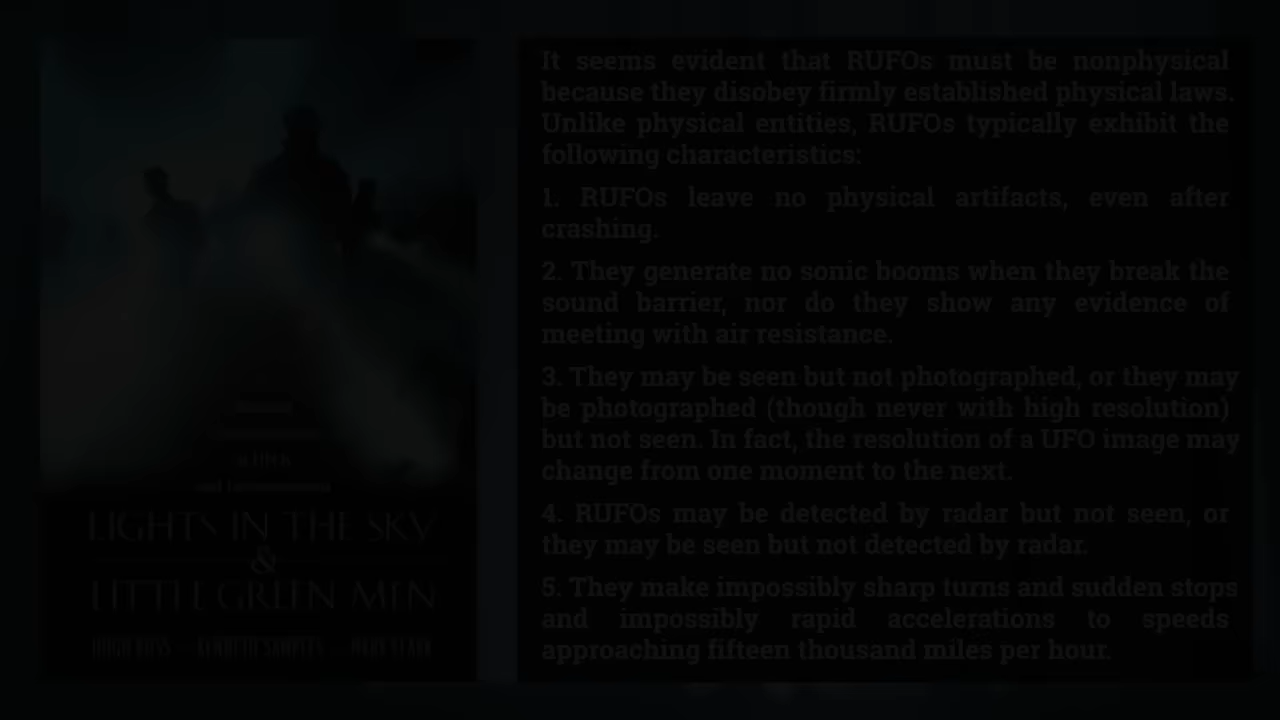 It seems evident that RUFOs must be nonphysical
because they disobey firmly established physical laws.
Unlike physical entities, RUFOs typically exhibit the
following characteristics:
1. RUFOs leave no physical artifacts, even after
crashing.
2. They generate no sonic booms when they break the
sound barrier, nor do they show any evidence of
meeting with air resistance.
3. They may be seen but not photographed, or they may
be photographed (though never with high resolution)
but not seen. In fact, the resolution of a UFO image may
change from one moment to the next.
4. RUFOs may be detected by radar but not seen, or
they may be seen but not detected by radar.
5. They make impossibly sharp turns and sudden stops
and impossibly rapid accelerations to speeds
approaching fifteen thousand miles per hour.
LIGHTS IN THE SKY
&
LITTLE GREEN MEN
HUGH ROSS KENNETH SAMPLES MARK CLARK